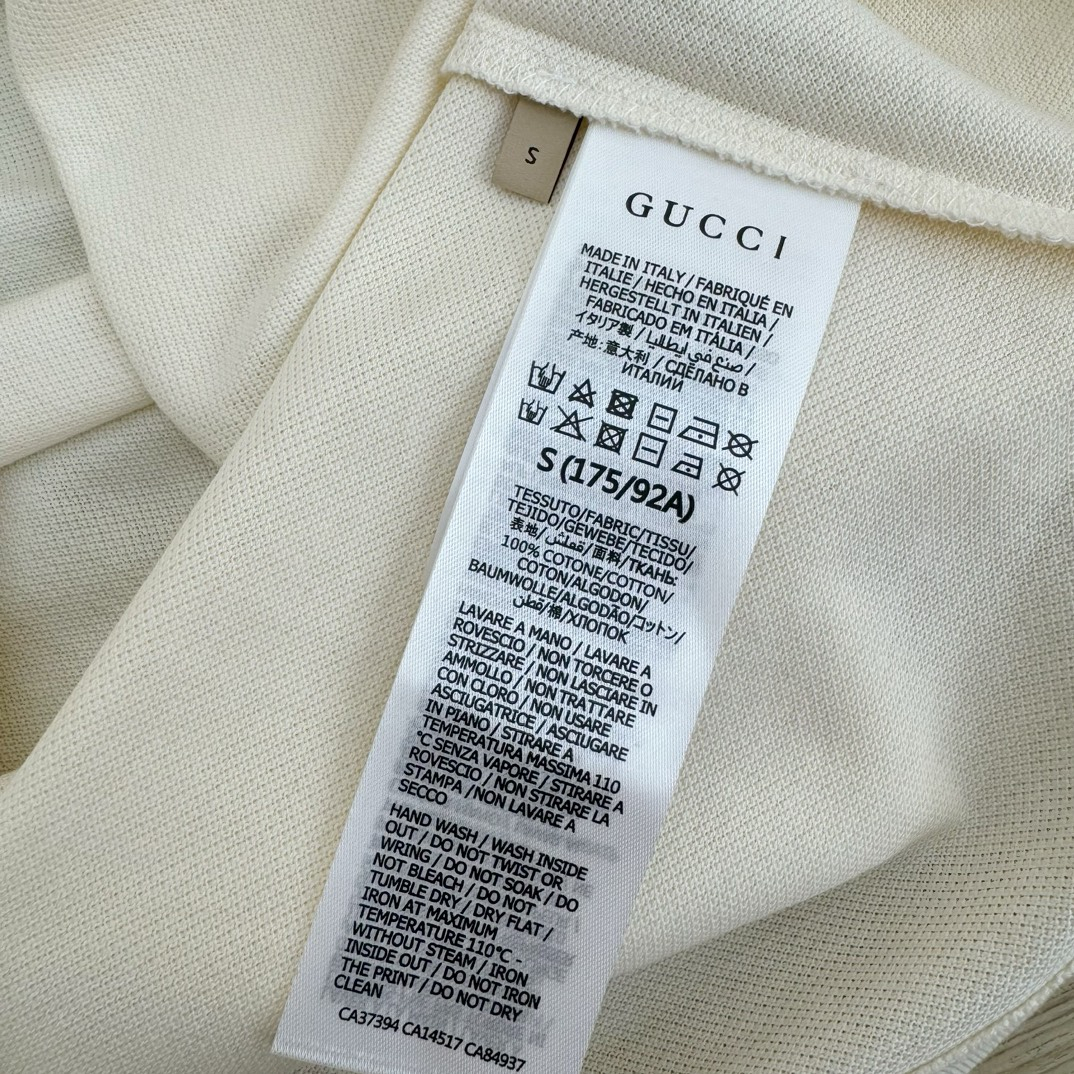 S
GUCCI
MADE IN ITALY / FABRIQUÉ EN
ITALIE / HECHO EN ITALIA /
HERGESTELLT IN ITALIEN /
FABRICADO EM ITÁLIA /
イタリア製 / صنع في إيطاليا /
产地: 意大利 / СДЕЛАНО В
ИТАЛИИ
S (175/92A)
TESSUTO/FABRIC/TISSU/
TEJIDO/GEWEBE/TECIDO/
表地/قماش/面料/ТКАНЬ:
100% COTONE/COTTON/
COTON/ALGODON/
BAUMWOLLE/ALGODÃO/コットン/
قطن/棉/ХЛОПОК
LAVARE A MANO / LAVARE A
ROVESCIO / NON TORCERE O
STRIZZARE / NON LASCIARE IN
AMMOLLO / NON TRATTARE
CON CLORO / NON USARE
ASCIUGATRICE / ASCIUGARE
IN PIANO / STIRARE A
TEMPERATURA MASSIMA 110
°C SENZA VAPORE / STIRARE A
ROVESCIO / NON STIRARE LA
STAMPA /NON LAVARE A
SECCO
HAND WASH / WASH INSIDE
OUT / DO NOT TWIST OR
WRING / DO NOT SOAK / DO
NOT BLEACH / DO NOT
TUMBLE DRY / DRY FLAT /
IRON AT MAXIMUM
TEMPERATURE 110°C -
WITHOUT STEAM / IRON
INSIDE OUT / DO NOT IRON
THE PRINT / DO NOT DRY
CLEAN
CA37394 CA14517 CA84937